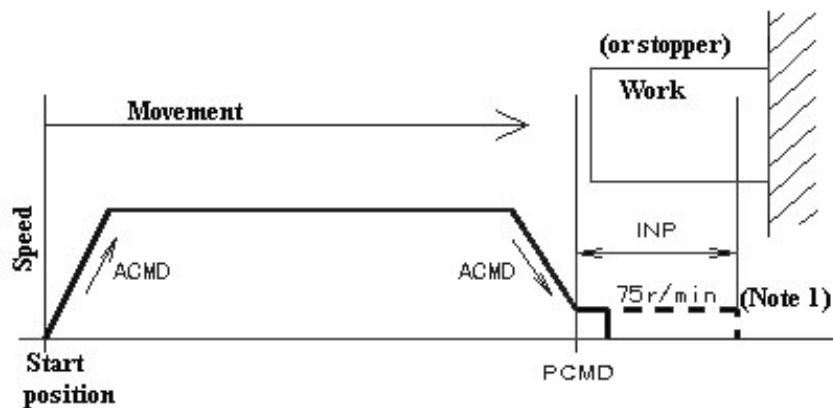 (or stopper)
Work
Movement
Speed
INP
ACMD
ACMD
75r/min
(Note 1)
Start
position
PCMD